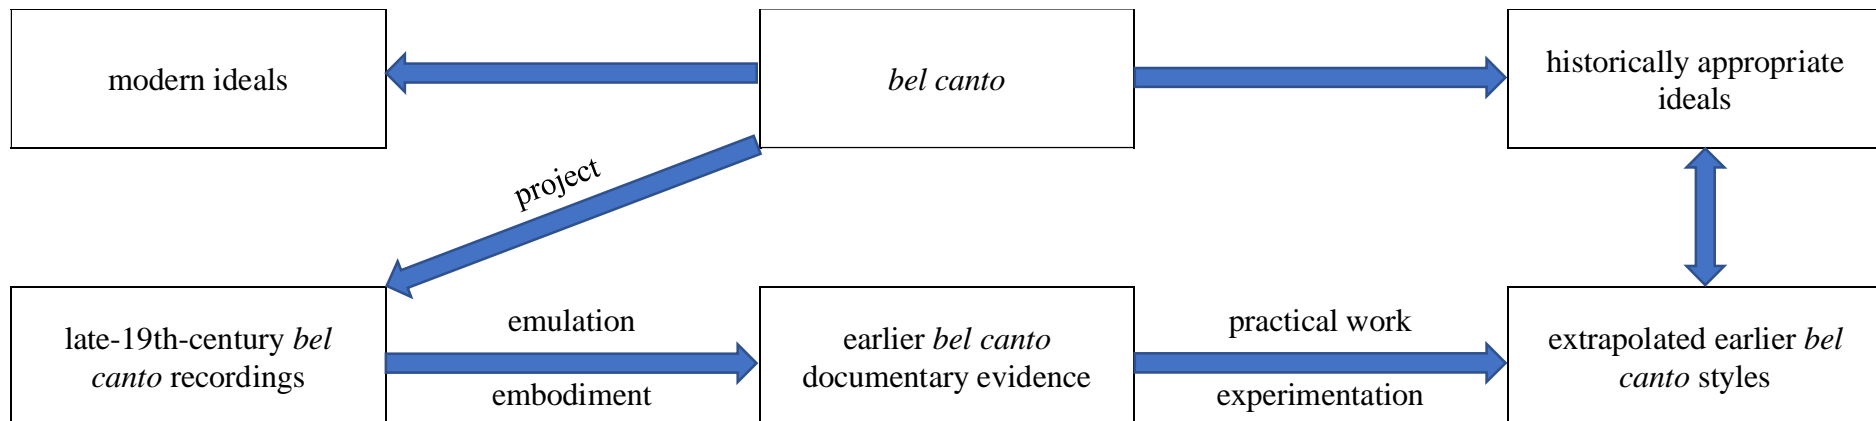 modern ideals
bel canto
historically appropriate
ideals
project
late-19th-century bel
canto recordings
emulation
embodiment
earlier bel canto
documentary evidence
practical work
experimentation
extrapolated earlier bel
canto styles